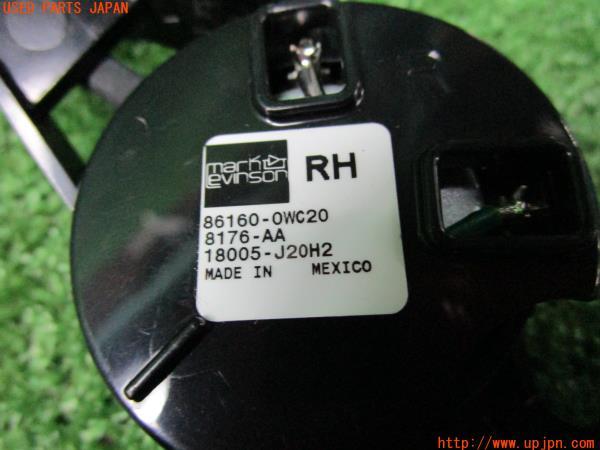 USED PARTS JAPAN
mark
Levinson
RH
86160-0WC20
8176-AA
18005-J20H2
MADE IN MEXICO
http://www.upjpn.com/